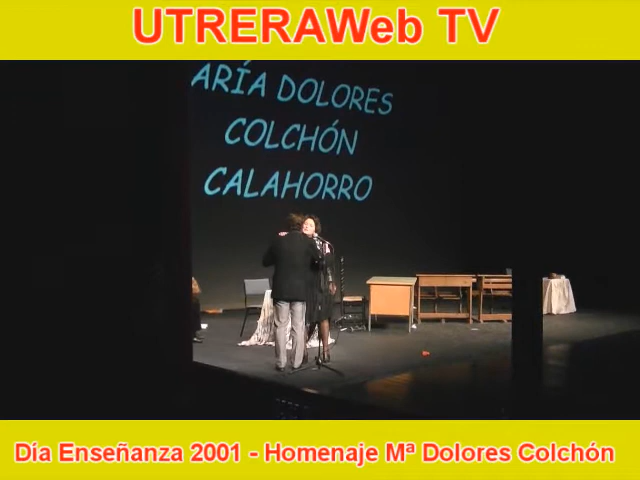 UTRERAWeb TV
ARÍA DOLORES
COLCHÓN
CALAHORRO
Día Enseñanza 2001 - Homenaje Mª Dolores Colchón